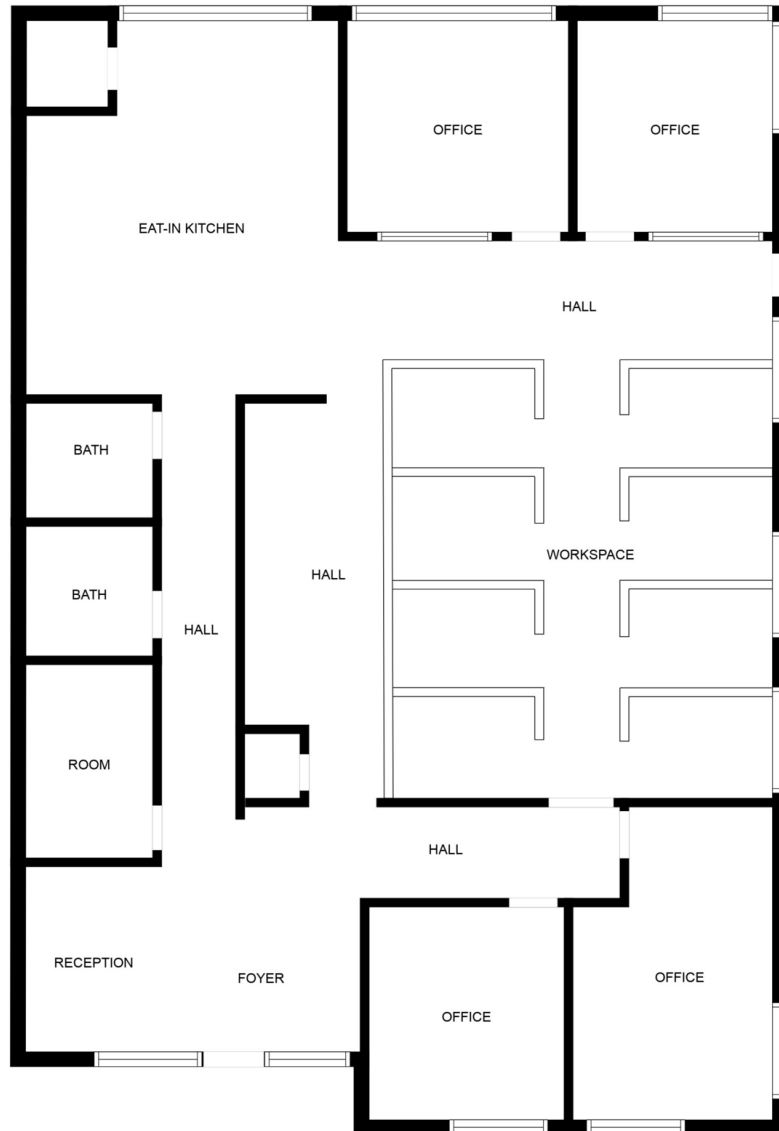 OFFICE
OFFICE
EAT-IN KITCHEN
HALL
BATH
WORKSPACE
HALL
BATH
HALL
ROOM
HALL
RECEPTION
FOYER
OFFICE
OFFICE